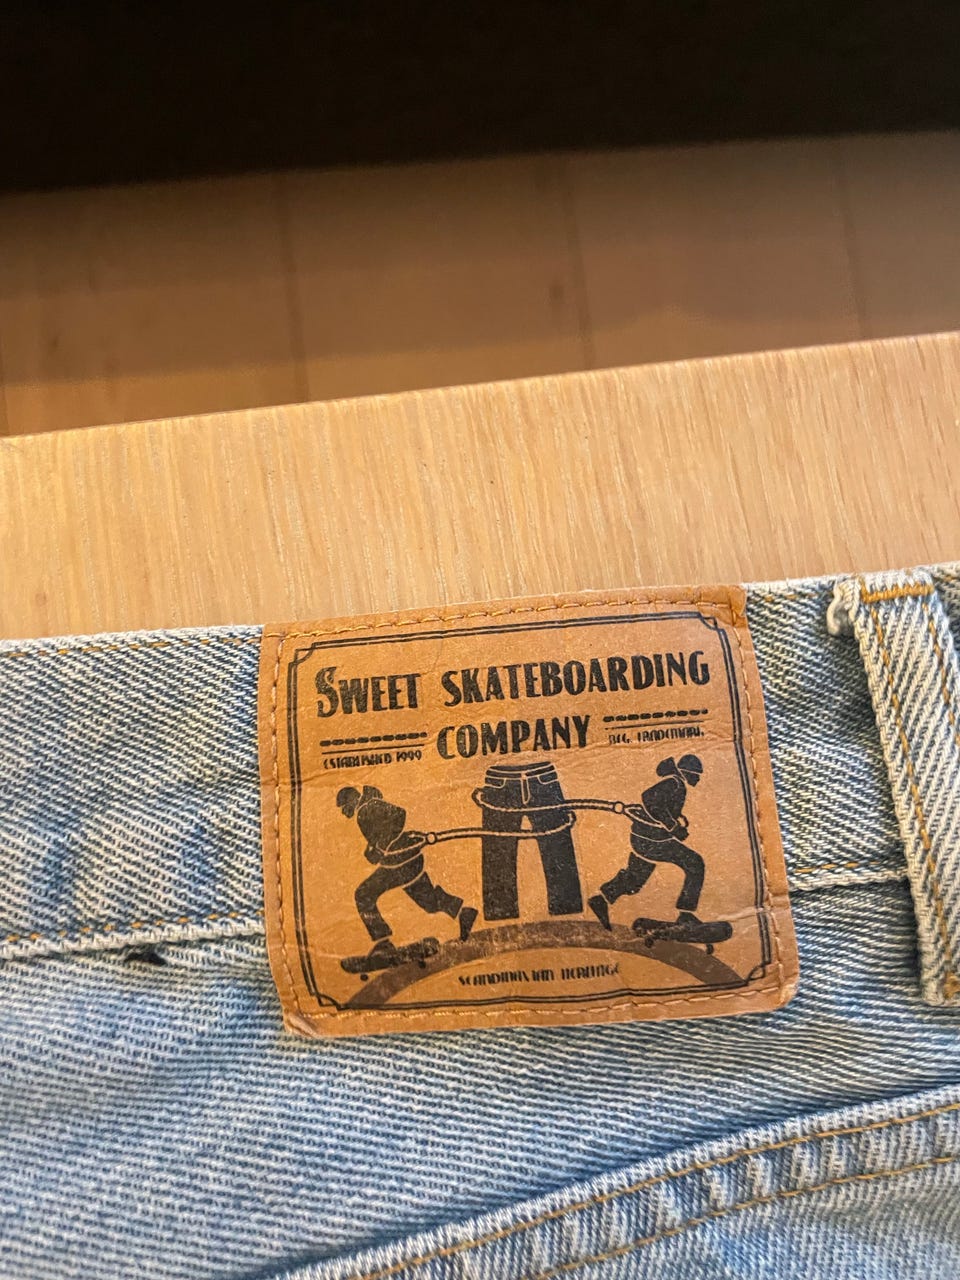 SWEET SKATEBOARDING
COMPANY
ESTABLISHED 1999
REG. TRADEMARK.
SCANDINAVIAN HERITAGE